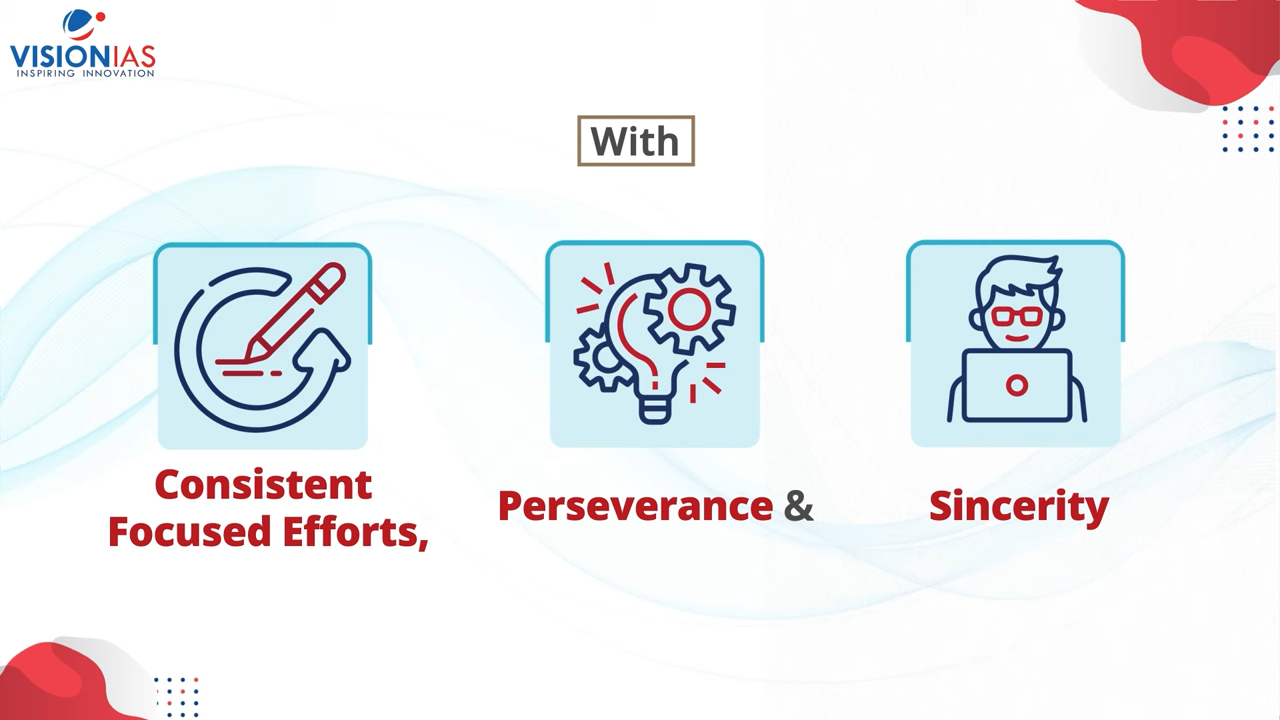 VISIONIAS
INSPIRING INNOVATION
With
Consistent
Focused Efforts,
Perseverance &
Sincerity